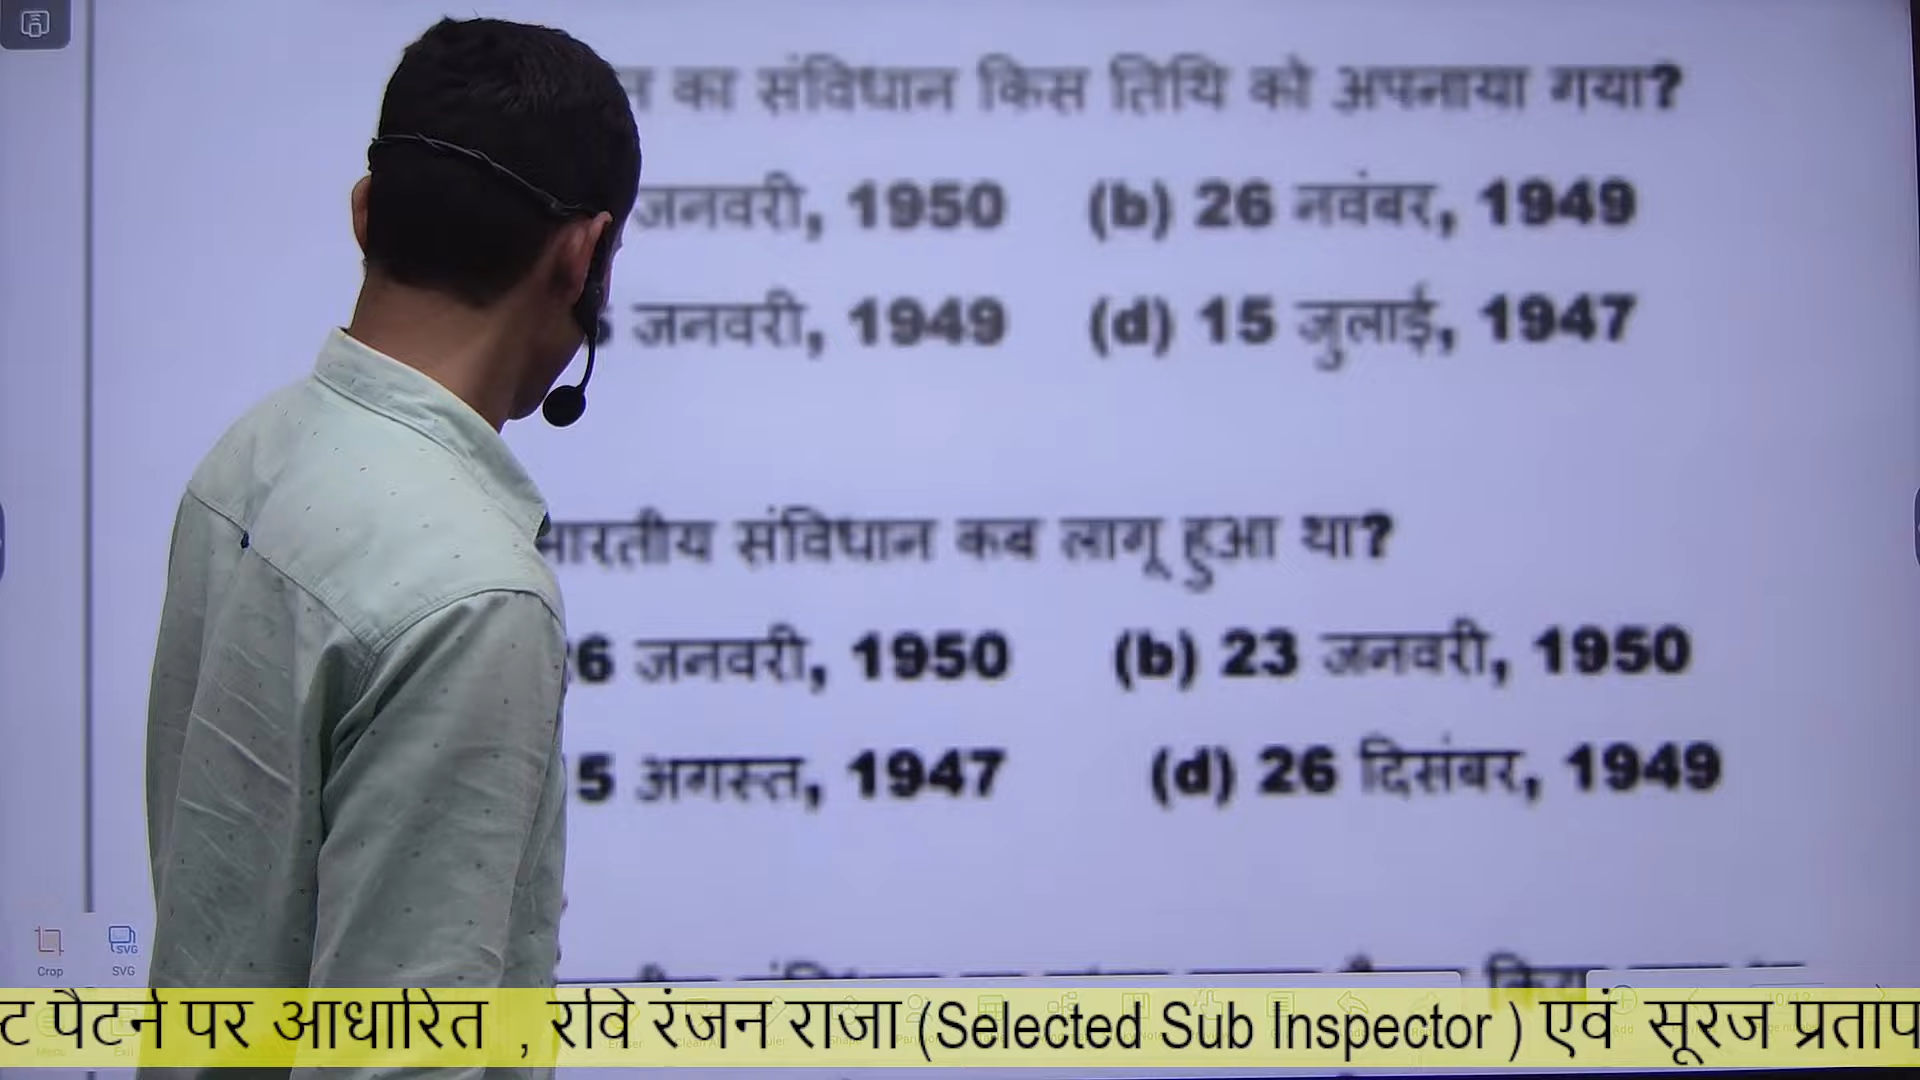 का संविधान किस तिथि को अपनाया गया?
जनवरी, 1950 (b) 26 नवंबर, 1949
जनवरी, 1949 (d) 15 जुलाई, 1947
भारतीय संविधान कब लागू हुआ था?
26 जनवरी, 1950 (b) 23 जनवरी, 1950
5 अगस्त, 1947 (d) 26 दिसंबर, 1949
Crop SVG
ट पैटर्न पर आधारित , रवि रंजन राजा (Selected Sub Inspector ) एवं सूरज प्रताप